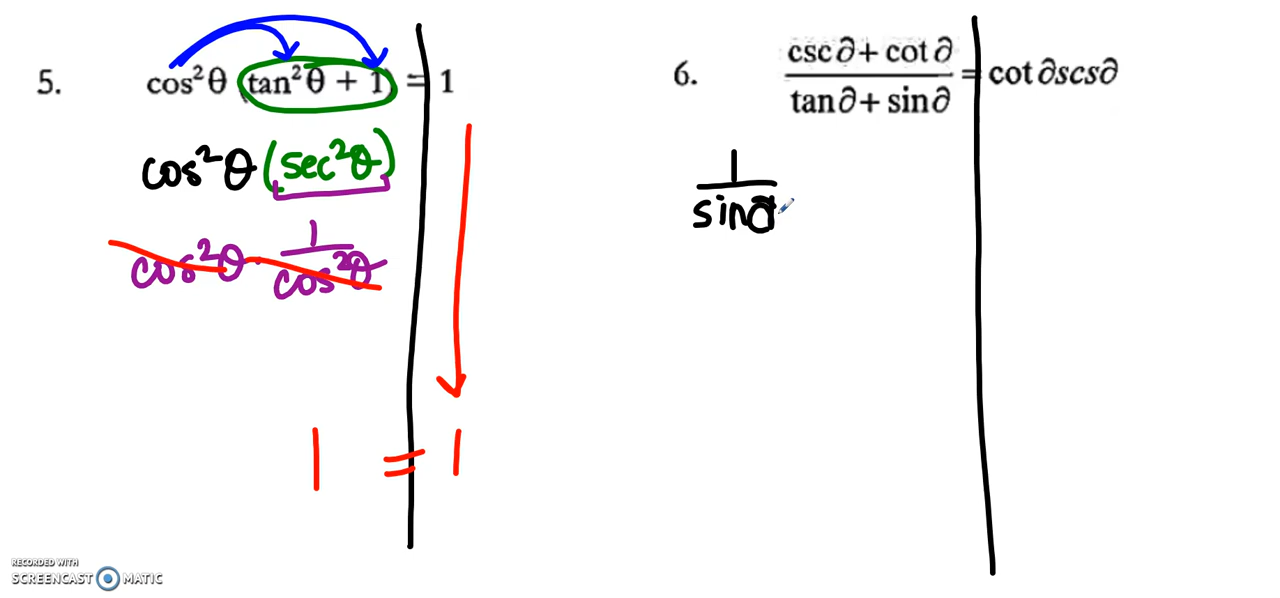 5. cos²θ (tan²θ + 1) = 1
cos²θ (sec²θ)
cos²θ · 1/cos²θ
1 = 1
6. (csc∂ + cot∂)/(tan∂ + sin∂) = cot∂scs∂
1/sin∂
RECORDED WITH
SCREENCAST MATIC